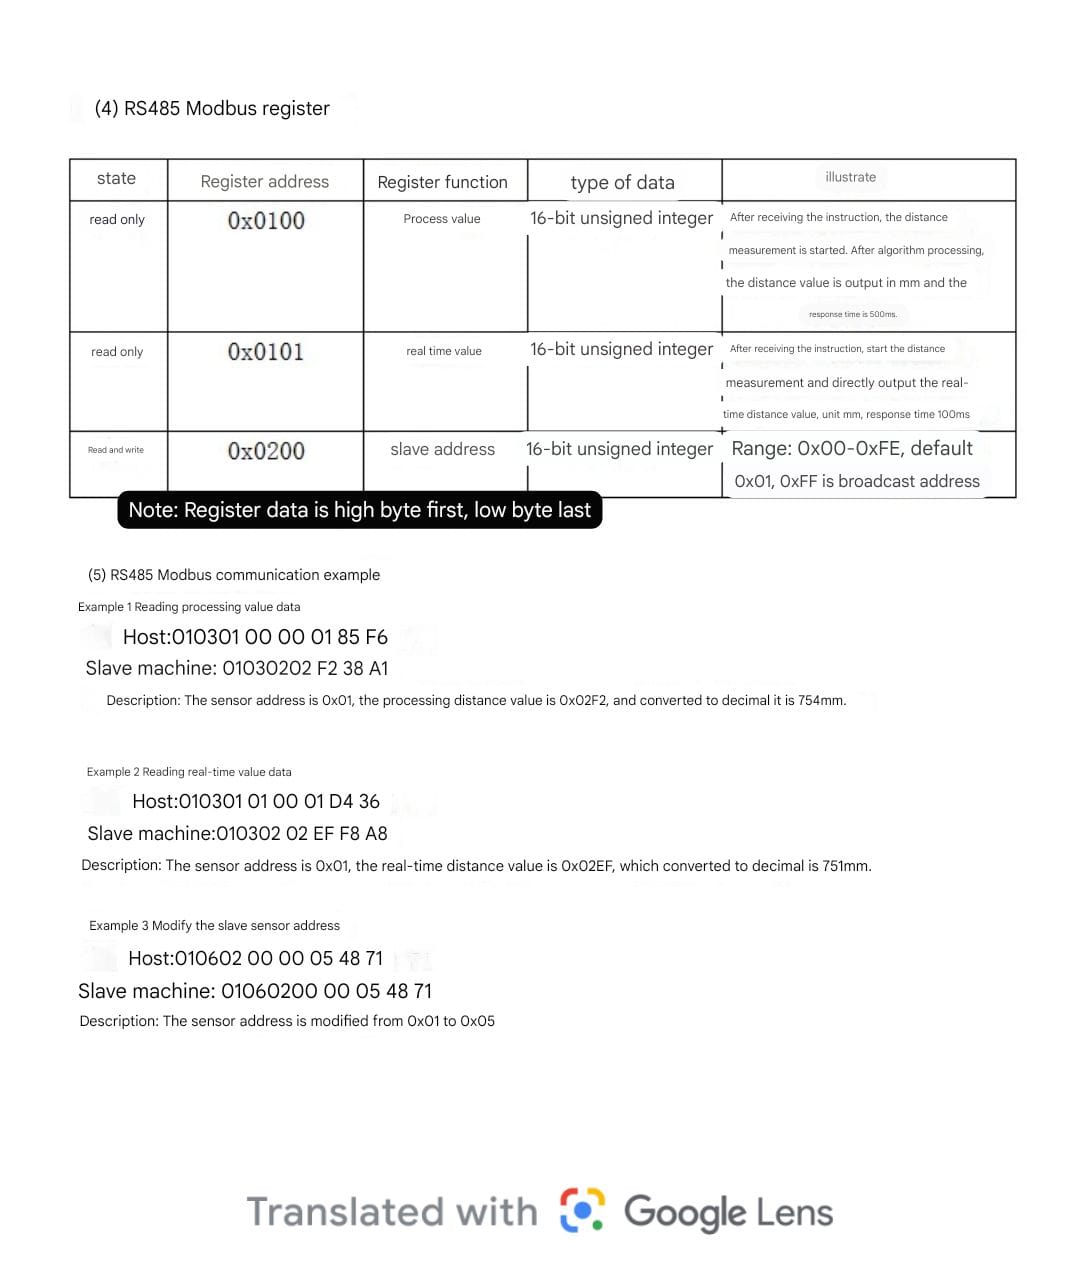 (4) RS485 Modbus register
state Register address Register function type of data illustrate
read only 0x0100 Process value 16-bit unsigned integer After receiving the instruction, the distance
measurement is started. After algorithm processing,
the distance value is output in mm and the
response time is 500ms.
read only 0x0101 real time value 16-bit unsigned integer After receiving the instruction, start the distance
measurement and directly output the real-
time distance value, unit mm, response time 100ms
Read and write 0x0200 slave address 16-bit unsigned integer Range: 0x00-0xFE, default
0x01, 0xFF is broadcast address
Note: Register data is high byte first, low byte last
(5) RS485 Modbus communication example
Example 1 Reading processing value data
Host:010301 00 00 01 85 F6
Slave machine: 01030202 F2 38 A1
Description: The sensor address is 0x01, the processing distance value is 0x02F2, and converted to decimal it is 754mm.
Example 2 Reading real-time value data
Host:010301 01 00 01 D4 36
Slave machine:010302 02 EF F8 A8
Description: The sensor address is 0x01, the real-time distance value is 0x02EF, which converted to decimal is 751mm.
Example 3 Modify the slave sensor address
Host:010602 00 00 05 48 71
Slave machine: 01060200 00 05 48 71
Description: The sensor address is modified from 0x01 to 0x05
Translated with Google Lens